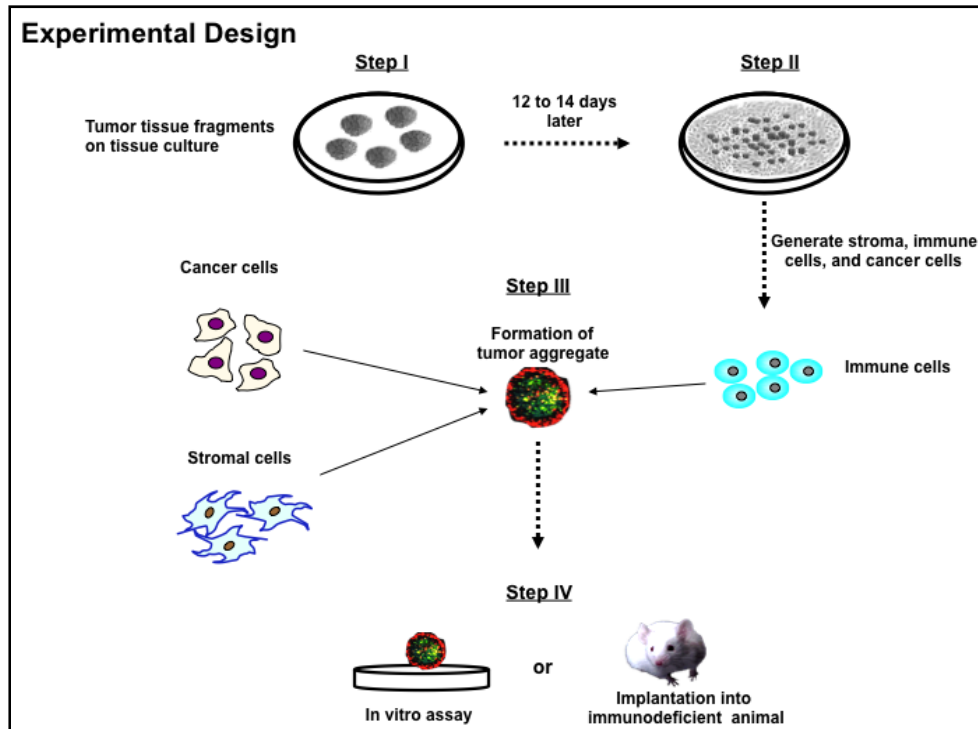 Experimental Design
Step I
Step II
Tumor tissue fragments
on tissue culture
12 to 14 days
later
Generate stroma, immune
cells, and cancer cells
Cancer cells
Step III
Formation of
tumor aggregate
Immune cells
Stromal cells
Step IV
or
In vitro assay
Implantation into
immunodeficient animal